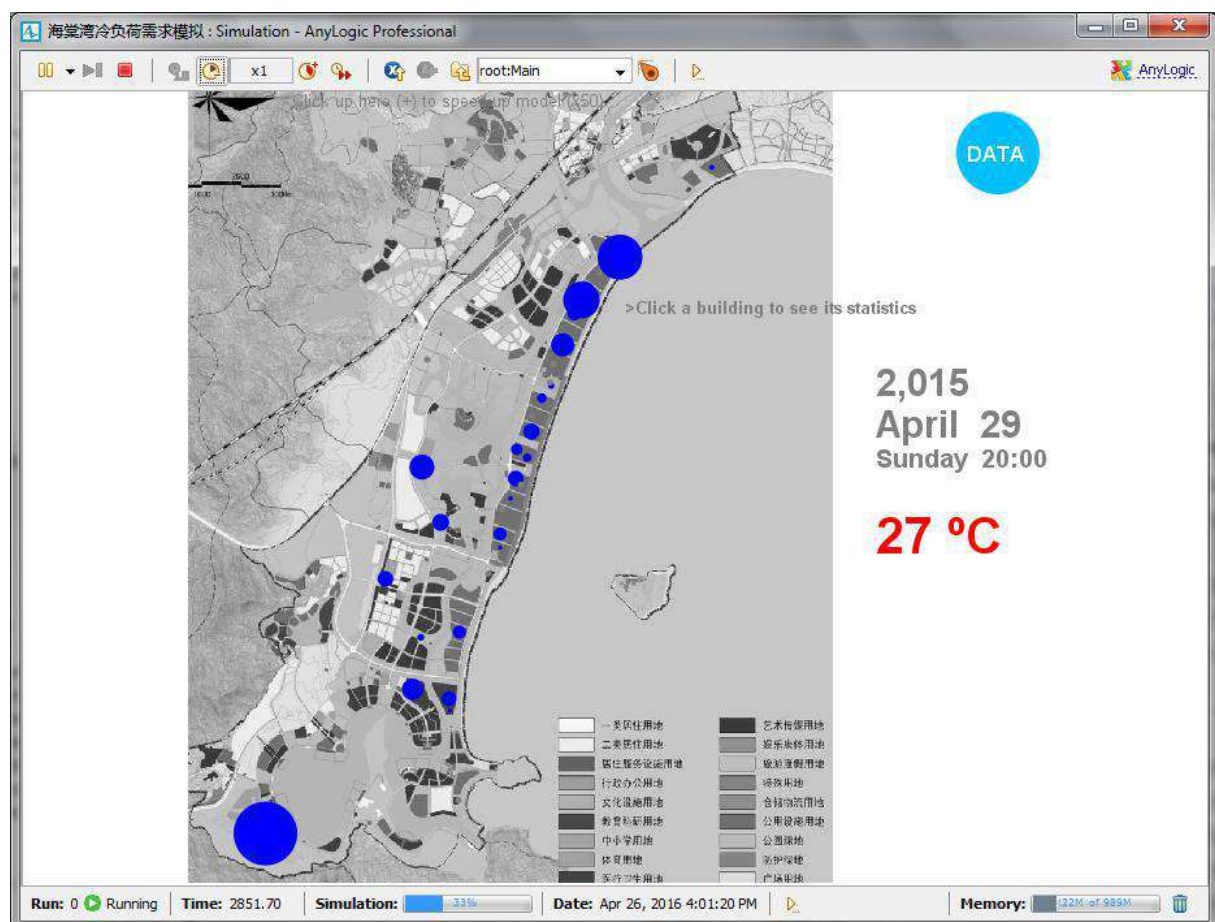 海棠湾冷负荷需求模拟 : Simulation - AnyLogic Professional
x1
root:Main
AnyLogic
Click up here (+) to speed up model (x50)
DATA
>Click a building to see its statistics
2,015
April 29
Sunday 20:00
27 ºC
一类居住用地
艺术传媒用地
二类居住用地
娱乐康体用地
居住服务设施用地
旅游度假用地
行政办公用地
特殊用地
文化设施用地
仓储物流用地
教育科研用地
公用设施用地
中小学用地
公园绿地
体育用地
防护绿地
医疗卫生用地
广场用地
Run: 0 Running
Time: 2851.70
Simulation: 33%
Date: Apr 26, 2016 4:01:20 PM
Memory: 122M of 989M